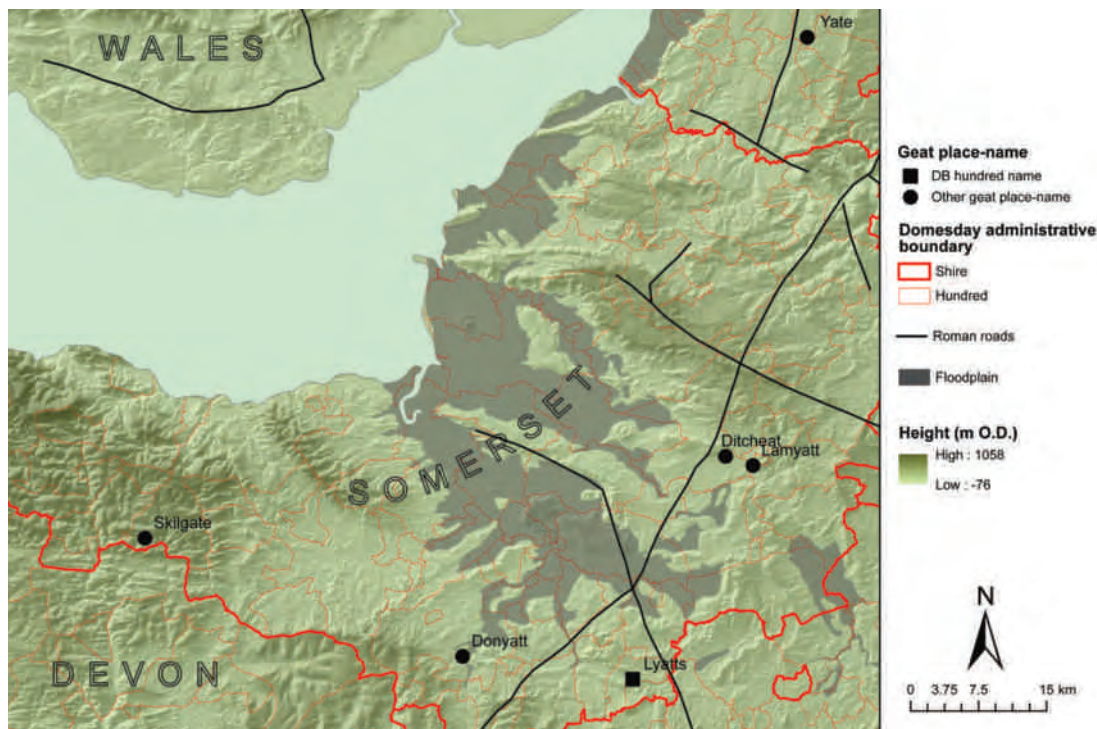 WALES
Yate
SOMERSET
Ditcheat
Lamyatt
Skilgate
Donyatt
Lyatts
DEVON
Geat place-name
DB hundred name
Other geat place-name
Domesday administrative
boundary
Shire
Hundred
Roman roads
Floodplain
Height (m O.D.)
High : 1058
Low : -76
N
0 3.75 7.5 15 km